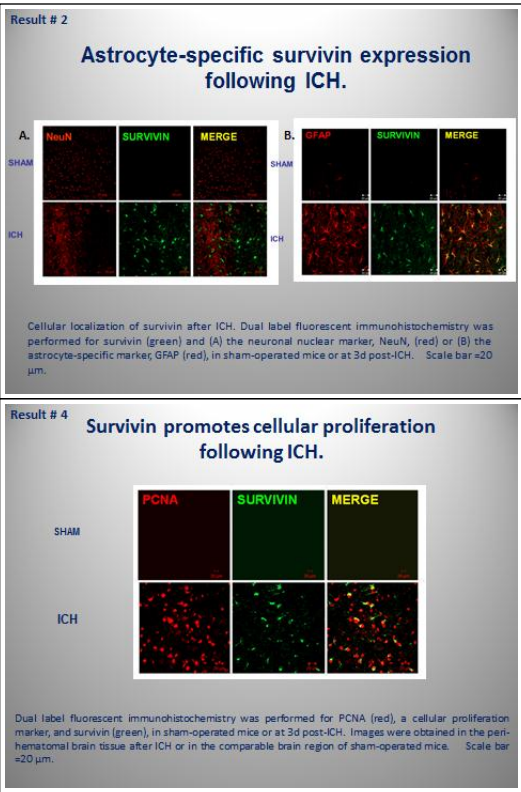 Result # 2
Astrocyte-specific survivin expression
following ICH.
A.
NeuN
SURVIVIN
MERGE
B.
GFAP
SURVIVIN
MERGE
SHAM
SHAM
ICH
ICH
Cellular localization of survivin after ICH. Dual label fluorescent immunohistochemistry was
performed for survivin (green) and (A) the neuronal nuclear marker, NeuN, (red) or (B) the
astrocyte-specific marker, GFAP (red), in sham-operated mice or at 3d post-ICH. Scale bar =20
µm.
Result # 4
Survivin promotes cellular proliferation
following ICH.
PCNA
SURVIVIN
MERGE
SHAM
ICH
Dual label fluorescent immunohistochemistry was performed for PCNA (red), a cellular proliferation
marker, and survivin (green), in sham-operated mice or at 3d post-ICH. Images were obtained in the peri-
hematomal brain tissue after ICH or in the comparable brain region of sham-operated mice. Scale bar
=20 µm.